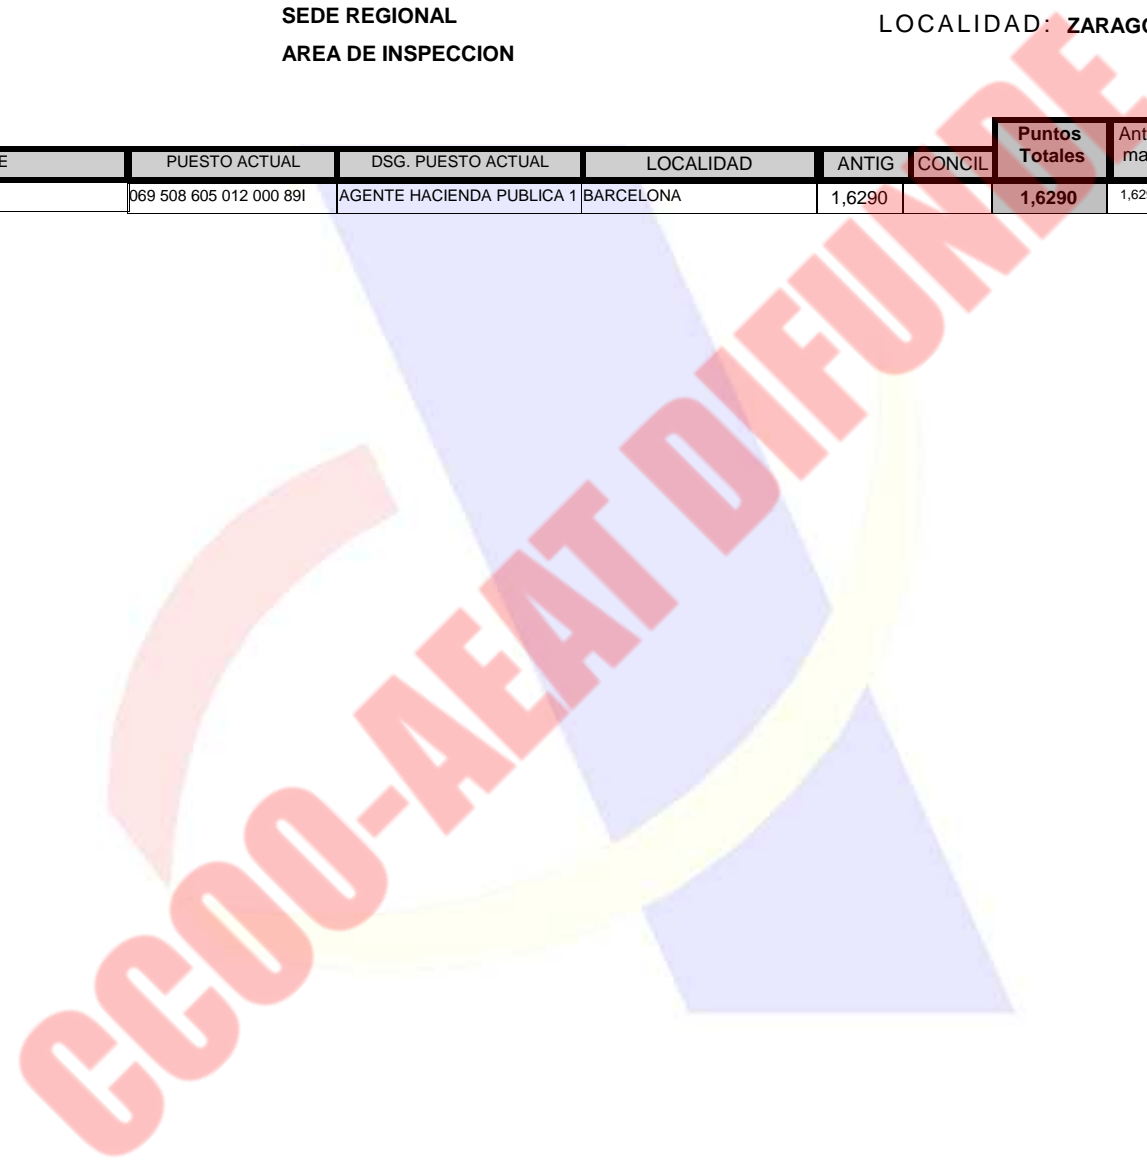 SEDE REGIONAL
LOCALIDAD:
AREA DE INSPECCION
PUESTO ACTUAL DSG. PUESTO ACTUAL LOCALIDAD ANTIG CONCIL Puntos Totales
069 508 605 012 000 89I AGENTE HACIENDA PUBLICA 1 BARCELONA 1,6290 1,6290
CCOO-AEAT DIFUNDE